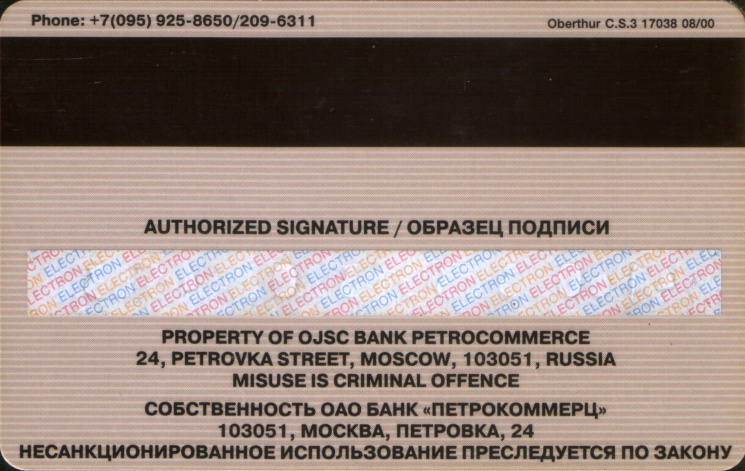 Phone: +7(095) 925-8650/209-6311
Oberthur C.S.3 17038 08/00
AUTHORIZED SIGNATURE / ОБРАЗЕЦ ПОДПИСИ
ELECTRON ELECTRON ELECTRON ELECTRON ELECTRON ELECTRON ELECTRON
PROPERTY OF OJSC BANK PETROCOMMERCE
24, PETROVKA STREET, MOSCOW, 103051, RUSSIA
MISUSE IS CRIMINAL OFFENCE
СОБСТВЕННОСТЬ ОАО БАНК «ПЕТРОКОММЕРЦ»
103051, МОСКВА, ПЕТРОВКА, 24
НЕСАНКЦИОНИРОВАННОЕ ИСПОЛЬЗОВАНИЕ ПРЕСЛЕДУЕТСЯ ПО ЗАКОНУ